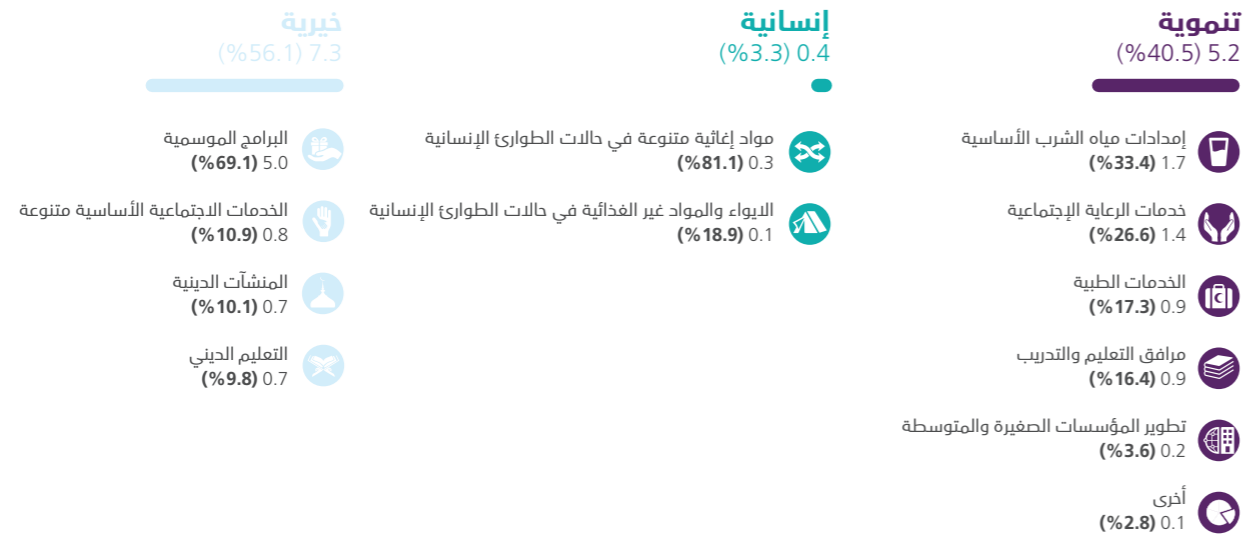 تنموية
5.2 (%40.5)
إمدادات مياه الشرب الأساسية
1.7 (%33.4)
خدمات الرعاية الإجتماعية
1.4 (%26.6)
الخدمات الطبية
0.9 (%17.3)
مرافق التعليم والتدريب
0.9 (%16.4)
تطوير المؤسسات الصغيرة والمتوسطة
0.2 (%3.6)
أخرى
0.1 (%2.8)
إنسانية
0.4 (%3.3)
مواد إغاثية متنوعة في حالات الطوارئ الإنسانية
0.3 (%81.1)
الايواء والمواد غير الغذائية في حالات الطوارئ الإنسانية
0.1 (%18.9)
خيرية
7.3 (%56.1)
البرامج الموسمية
5.0 (%69.1)
الخدمات الاجتماعية الأساسية متنوعة
0.8 (%10.9)
المنشآت الدينية
0.7 (%10.1)
التعليم الديني
0.7 (%9.8)